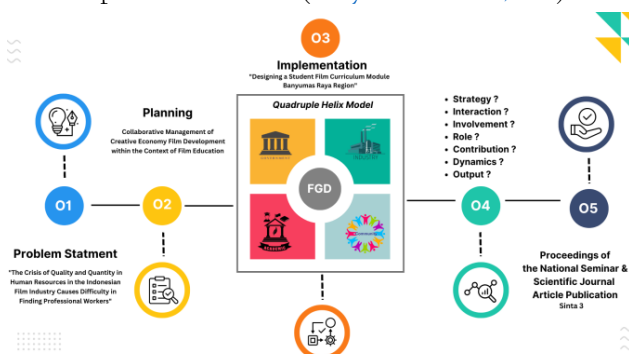 O3
Implementation
"Designing a Student Film Curriculum Module
Banyumas Raya Region"
Planning
Collaborative Management of
Creative Economy Film Development
within the Context of Film Education
Quadruple Helix Model
INDUSTRY
FGD
• Strategy ?
• Interaction ?
• Involvement ?
• Role ?
• Contribution ?
• Dynamics ?
• Output ?
O1
O2
O4
O5
Problem Statment
"The Crisis of Quality and Quantity in
Human Resources in the Indonesian
Film Industry Causes Difficulty in
Finding Professional Workers"
Proceedings of
the National Seminar &
Scientific Journal
Article Publication
Sinta 3